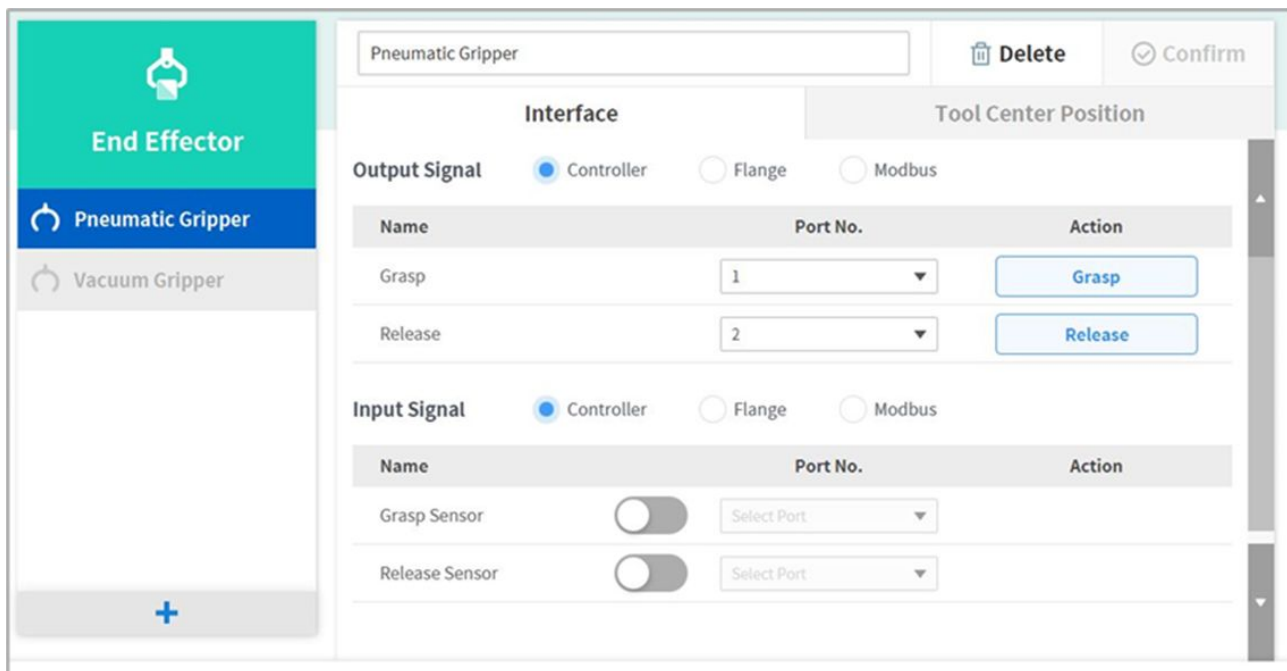 End Effector
Pneumatic Gripper
Vacuum Gripper
+
Pneumatic Gripper
Delete
Confirm
Interface
Tool Center Position
Output Signal Controller Flange Modbus
Name Port No. Action
Grasp 1 Grasp
Release 2 Release
Input Signal Controller Flange Modbus
Name Port No. Action
Grasp Sensor Select Port
Release Sensor Select Port